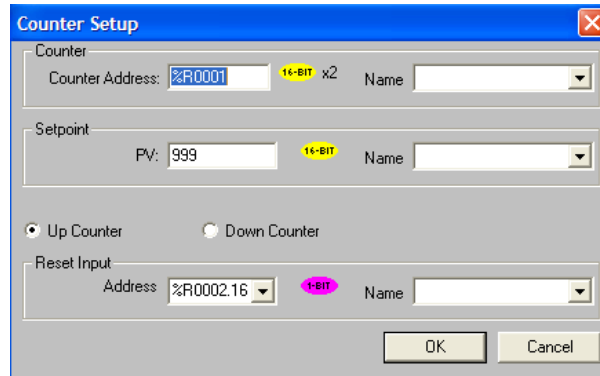 Counter Setup
Counter
Counter Address: %R0001 16-BIT x2 Name
Setpoint
PV: 999 16-BIT Name
Up Counter Down Counter
Reset Input
Address %R0002.16 1-BIT Name
OK Cancel